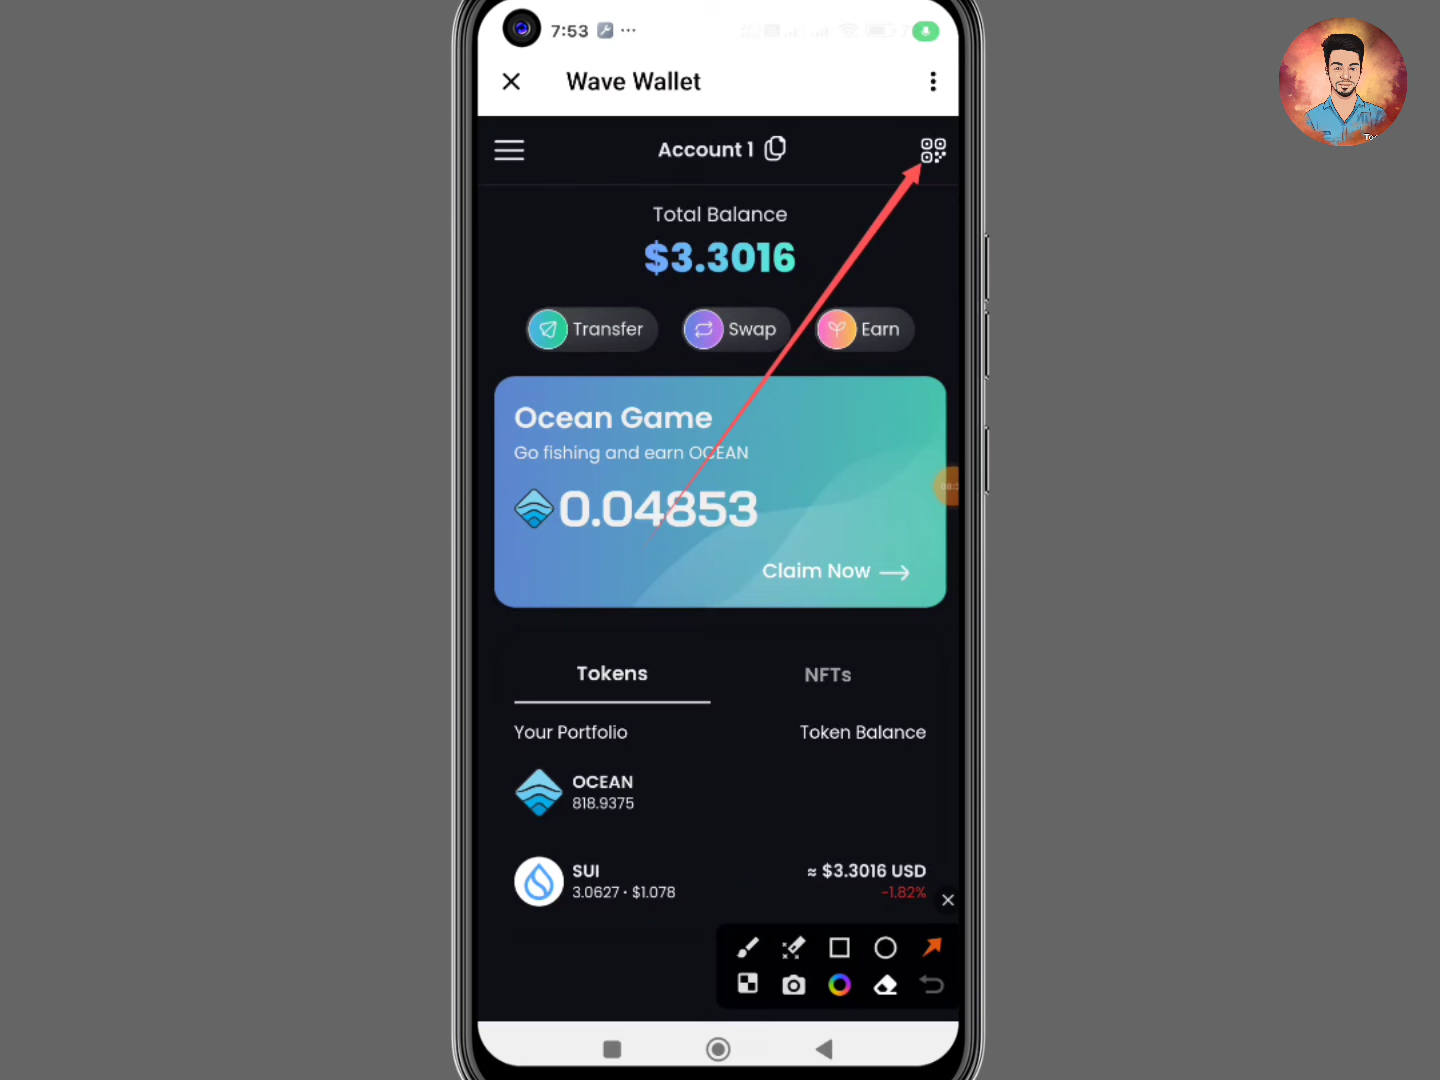 7:53
Wave Wallet
Account 1
Total Balance
$3.3016
Transfer
Swap
Earn
Ocean Game
Go fishing and earn OCEAN
0.04853
Claim Now
Tokens
NFTs
Your Portfolio
Token Balance
OCEAN
818.9375
SUI
≈ $3.3016 USD
3.0627 • $1.078
-1.82%